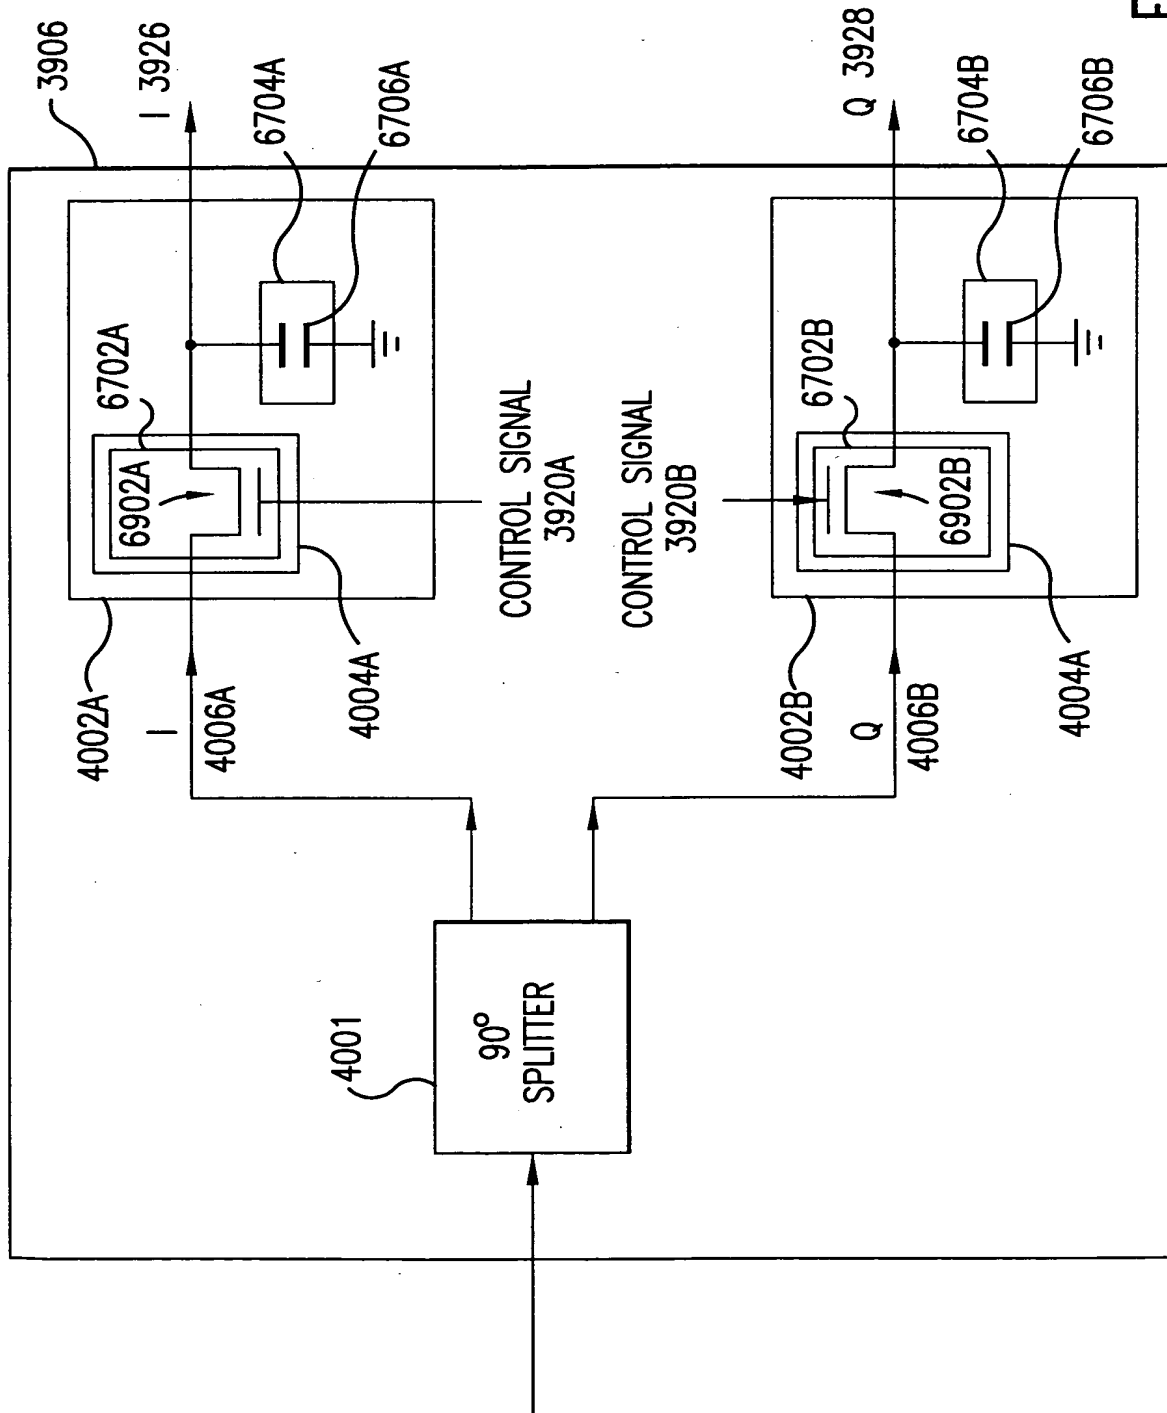 3906
I 3926
6704A
6706A
6702A
6902A
4002A
I
4006A
4004A
CONTROL SIGNAL
3920A
CONTROL SIGNAL
3920B
4001
90°
SPLITTER
Q 3928
6704B
6706B
6702B
6902B
4002B
Q
4006B
4004A